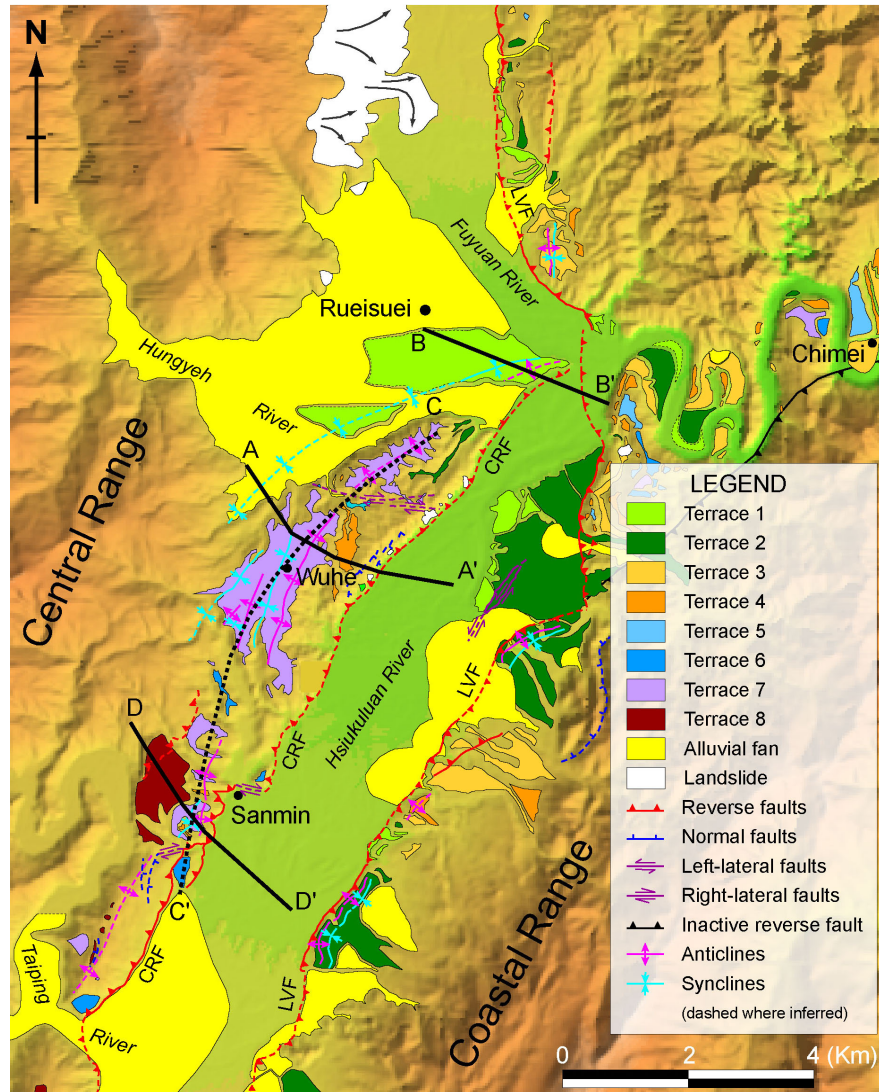 N
LVF
Fuyuan River
Rueisuei
B
Chimei
Hungyeh
River
B'
C
A
CRF
Central Range
Wuhe
A'
LEGEND
Terrace 1
Terrace 2
Terrace 3
Terrace 4
Terrace 5
Terrace 6
Terrace 7
Terrace 8
Alluvial fan
Landslide
Reverse faults
Normal faults
Left-lateral faults
Right-lateral faults
Inactive reverse fault
Anticlines
Synclines
(dashed where inferred)
Hsiukuluan River
LVF
CRF
D
Sanmin
D'
C'
Coastal Range
Taiping
River
CRF
LVF
0 2 4 (Km)